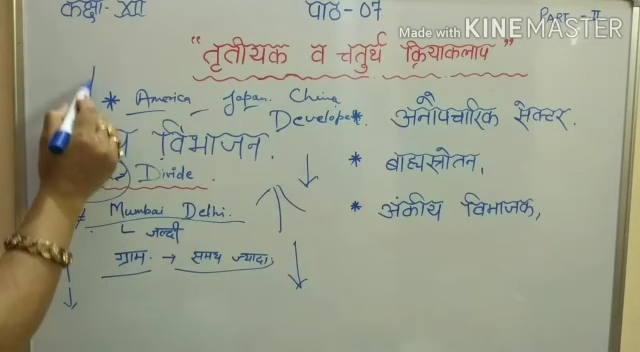 कक्षा- XII पाठ- 07 PART - II
Made with KINEMASTER
"तृतीयक व चतुर्थ क्रियाकलाप"
* America - Japan China
Develope
* अनौपचारिक सेक्टर.
विभाजन.
* बाह्यस्रोतन,
Divide
* अंकीय विभाजक,
Mumbai Delhi.
जल्दी
ग्राम. → समय ज्यादा,